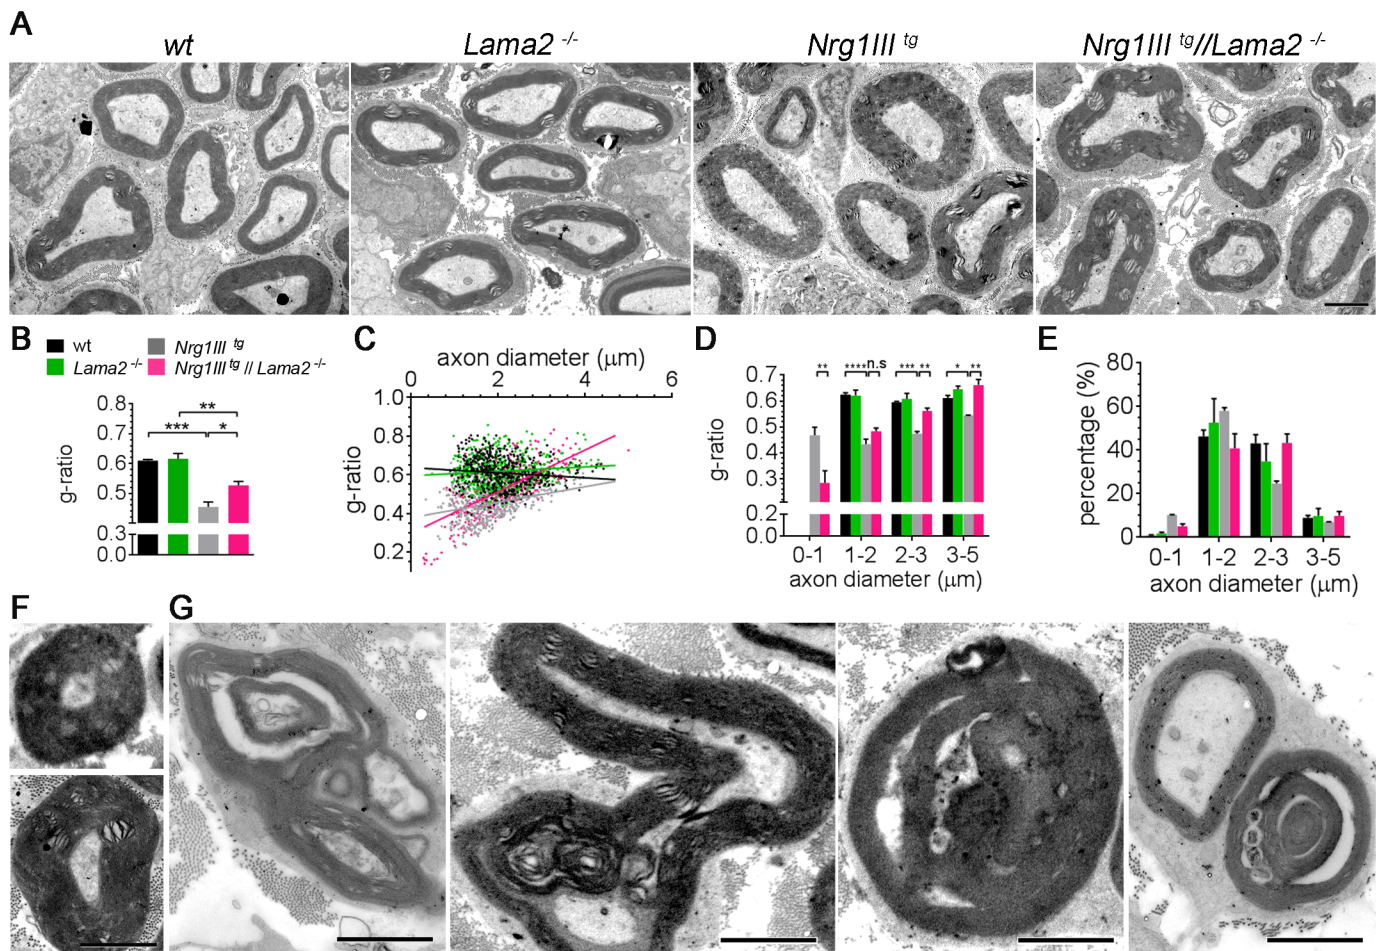 A
wt
Lama2 -/-
Nrg1III tg
Nrg1III tg//Lama2 -/-
B
wt
Nrg1III tg
Lama2 -/-
Nrg1III tg // Lama2 -/-
g-ratio
0.8
0.7
0.6
0.5
0.3
0.0
**
***
*
C
axon diameter (μm)
0 2 4 6
g-ratio
1.0
0.8
0.6
0.4
0.2
D
g-ratio
0.7
0.6
0.5
0.4
0.3
0.2
0.0
** **** n.s *** ** * **
0-1 1-2 2-3 3-5
axon diameter (μm)
E
percentage (%)
80
60
40
20
0
0-1 1-2 2-3 3-5
axon diameter (μm)
F
G